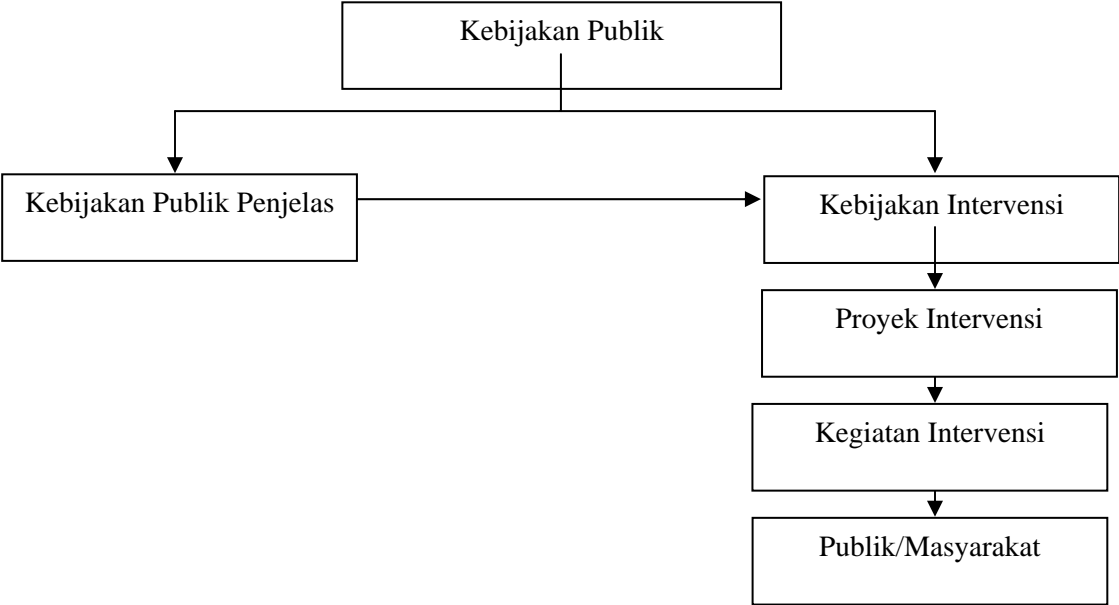 Kebijakan Publik
Kebijakan Publik Penjelas
Kebijakan Intervensi
Proyek Intervensi
Kegiatan Intervensi
Publik/Masyarakat